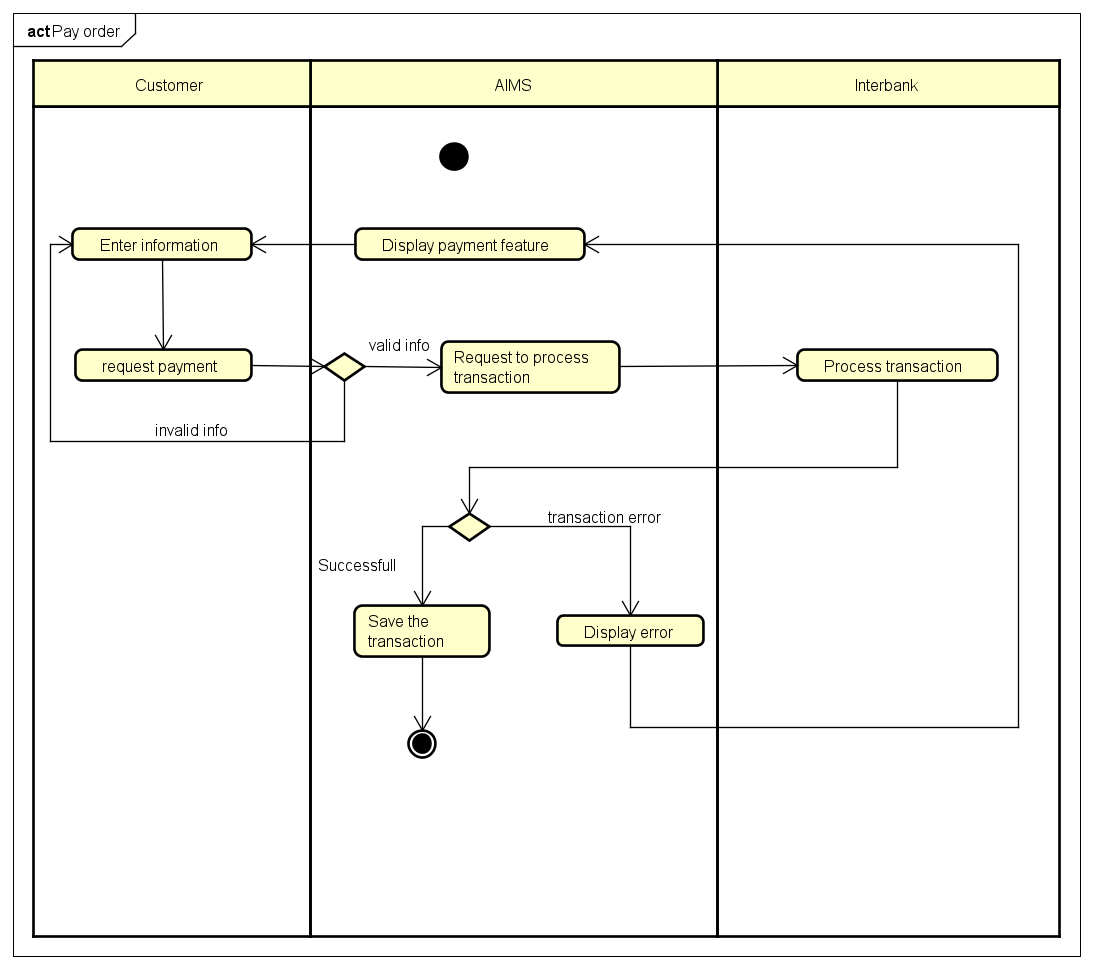 act Pay order
Customer
AIMS
Interbank
Enter information
Display payment feature
request payment
valid info
Request to process
transaction
Process transaction
invalid info
transaction error
Successfull
Save the
transaction
Display error